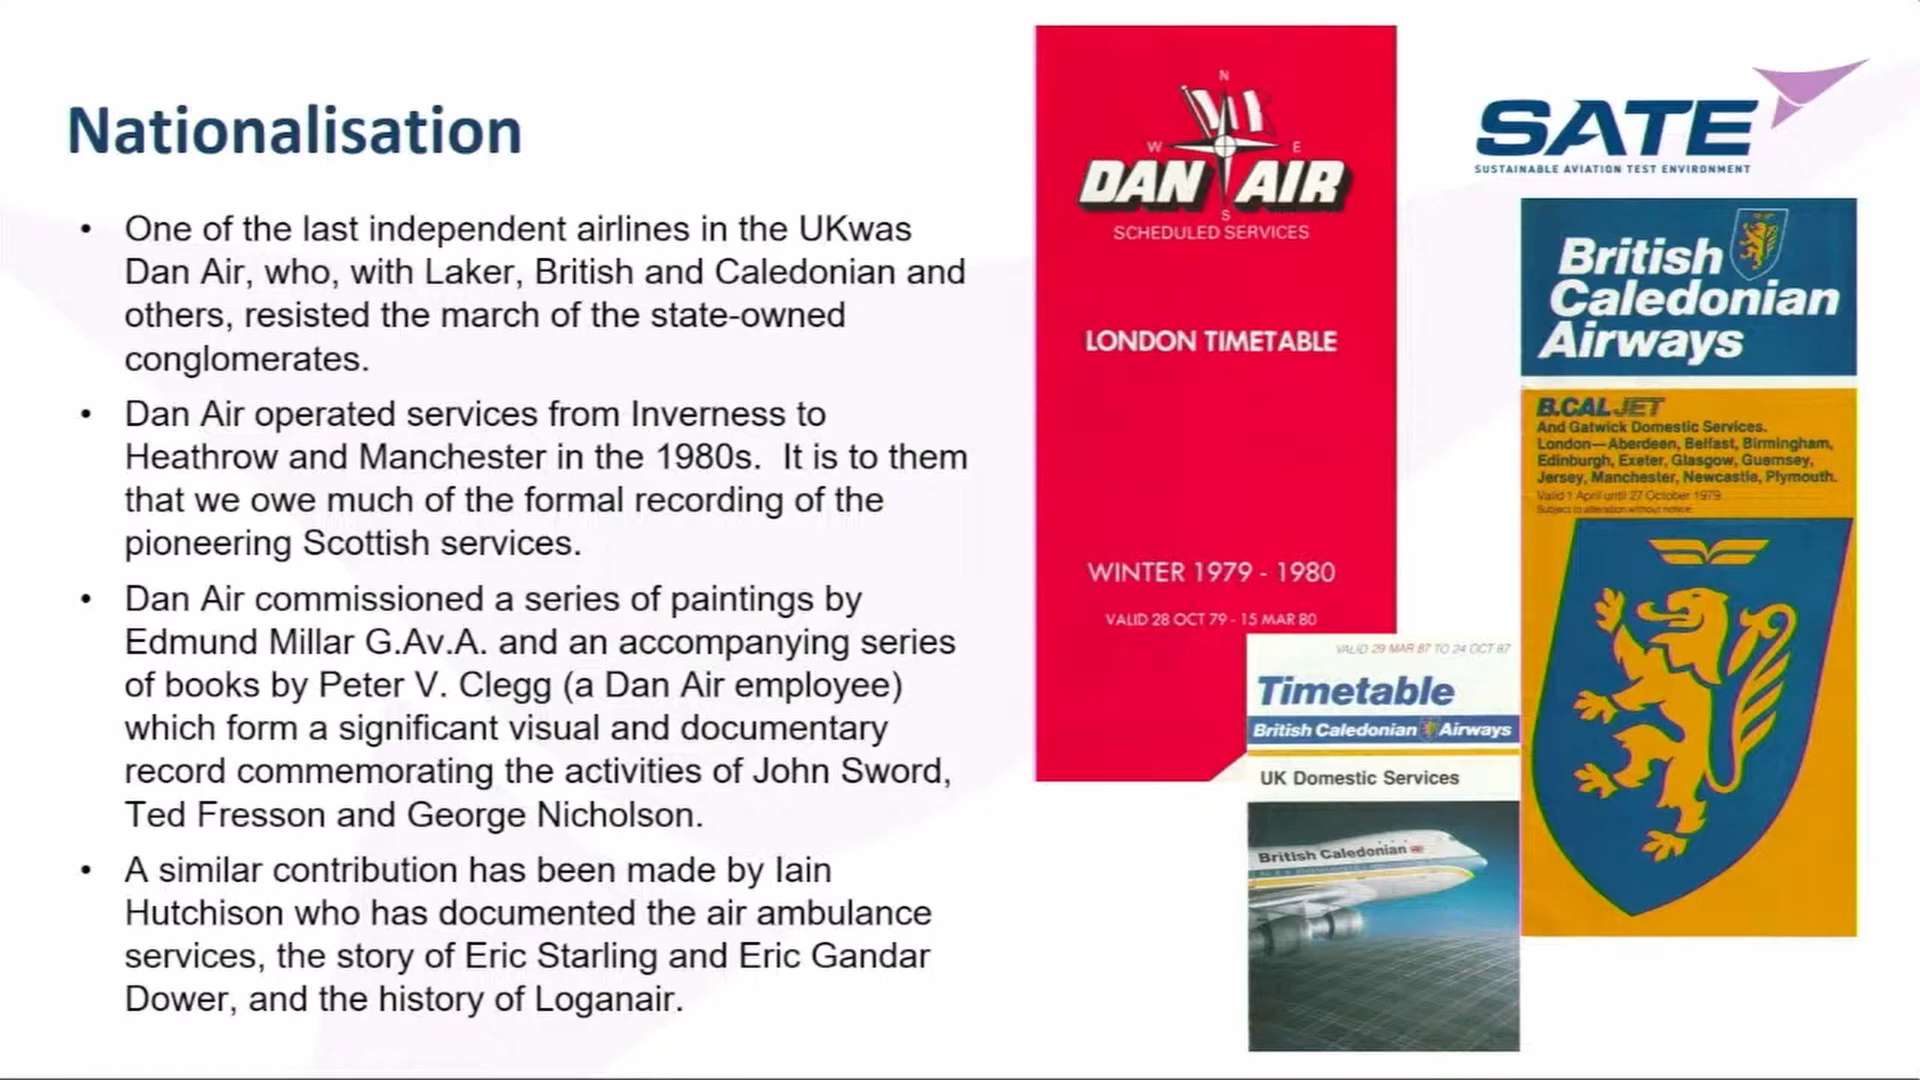 Nationalisation
• One of the last independent airlines in the UKwas
Dan Air, who, with Laker, British and Caledonian and
others, resisted the march of the state-owned
conglomerates.
• Dan Air operated services from Inverness to
Heathrow and Manchester in the 1980s.  It is to them
that we owe much of the formal recording of the
pioneering Scottish services.
• Dan Air commissioned a series of paintings by
Edmund Millar G.Av.A. and an accompanying series
of books by Peter V. Clegg (a Dan Air employee)
which form a significant visual and documentary
record commemorating the activities of John Sword,
Ted Fresson and George Nicholson.
• A similar contribution has been made by Iain
Hutchison who has documented the air ambulance
services, the story of Eric Starling and Eric Gandar
Dower, and the history of Loganair.
N
W E
DAN AIR
S
SCHEDULED SERVICES
LONDON TIMETABLE
WINTER 1979 - 1980
VALID 28 OCT 79 - 15 MAR 80
VALID 29 MAR 87 TO 24 OCT 87
Timetable
British Caledonian Airways
UK Domestic Services
British Caledonian
SATE
SUSTAINABLE AVIATION TEST ENVIRONMENT
British
Caledonian
Airways
B.CAL JET
And Gatwick Domestic Services.
London—Aberdeen, Belfast, Birmingham,
Edinburgh, Exeter, Glasgow, Guernsey,
Jersey, Manchester, Newcastle, Plymouth.
Valid 1 April until 27 October 1979
Subject to alteration without notice.